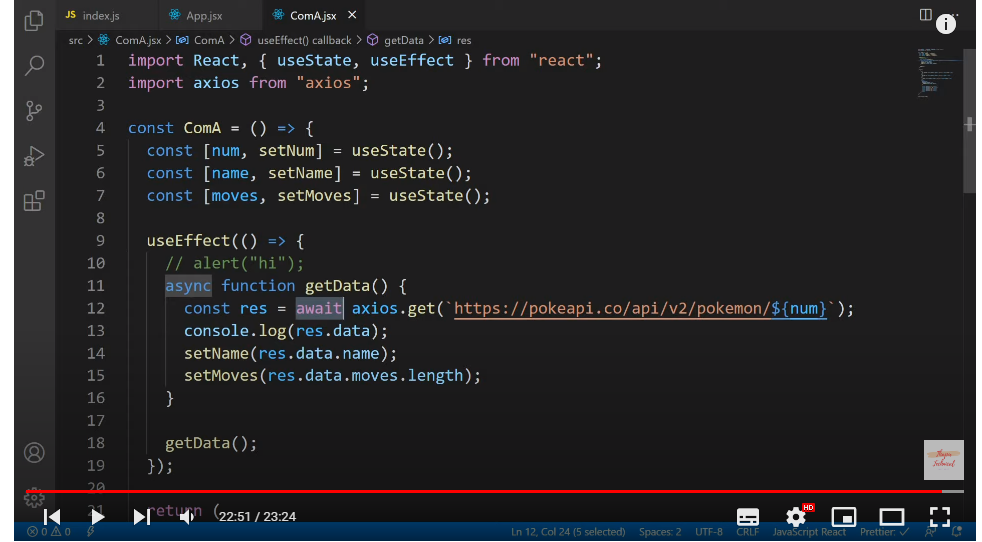 index.js App.jsx ComA.jsx
src > ComA.jsx > ComA > useEffect() callback > getData > res
1 import React, { useState, useEffect } from "react";
2 import axios from "axios";
3
4 const ComA = () => {
5 const [num, setNum] = useState();
6 const [name, setName] = useState();
7 const [moves, setMoves] = useState();
8
9 useEffect(() => {
10 // alert("hi");
11 async function getData() {
12 const res = await axios.get(`https://pokeapi.co/api/v2/pokemon/${num}`);
13 console.log(res.data);
14 setName(res.data.name);
15 setMoves(res.data.moves.length);
16 }
17
18 getData();
19 });
20
21 return (
22:51 / 23:24
HD
0 0 Ln 12, Col 24 (5 selected) Spaces: 2 UTF-8 CRLF JavaScript React Prettier: ✓